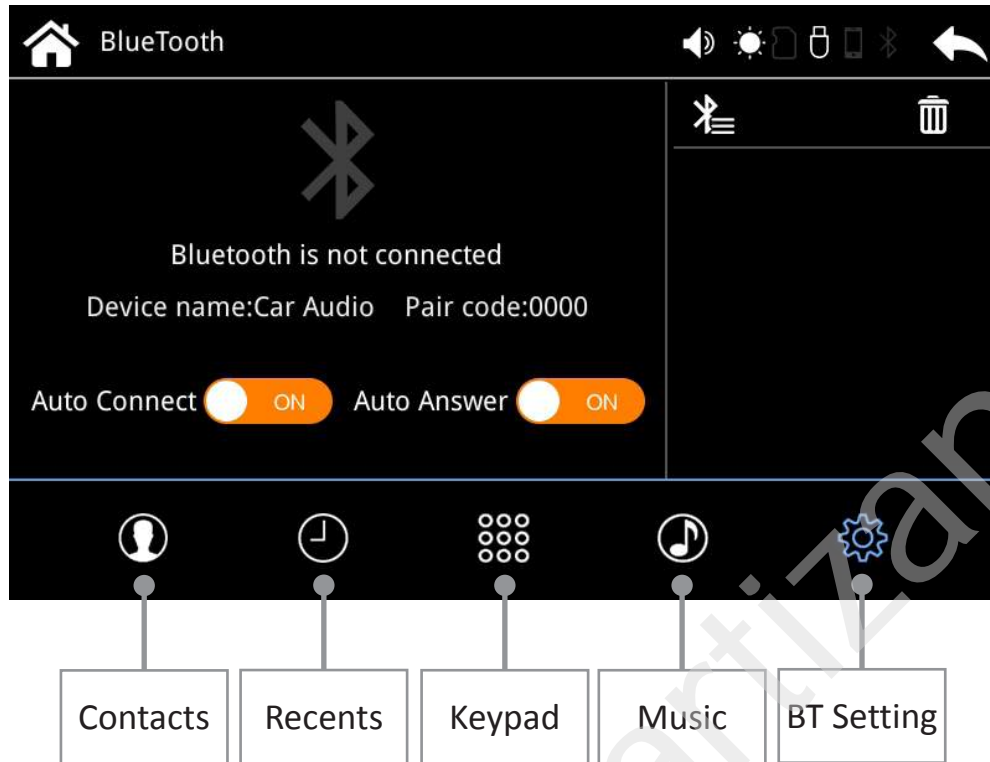 BlueTooth
Bluetooth is not connected
Device name:Car Audio Pair code:0000
Auto Connect ON Auto Answer ON
Contacts Recents Keypad Music BT Setting